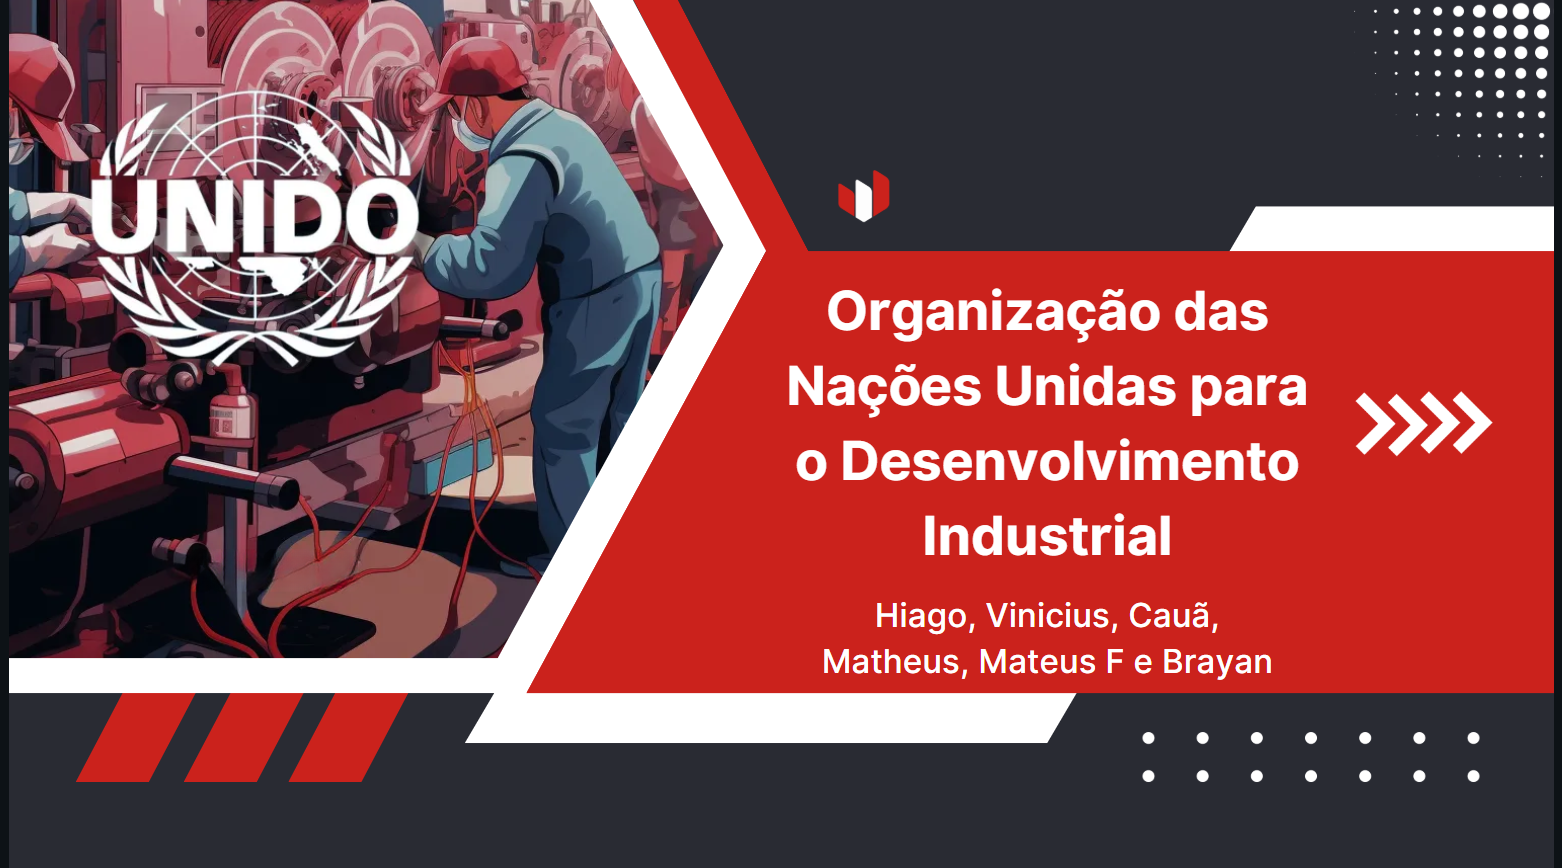 UNIDO
Organização das
Nações Unidas para
o Desenvolvimento
Industrial
Hiago, Vinicius, Cauã,
Matheus, Mateus F e Brayan